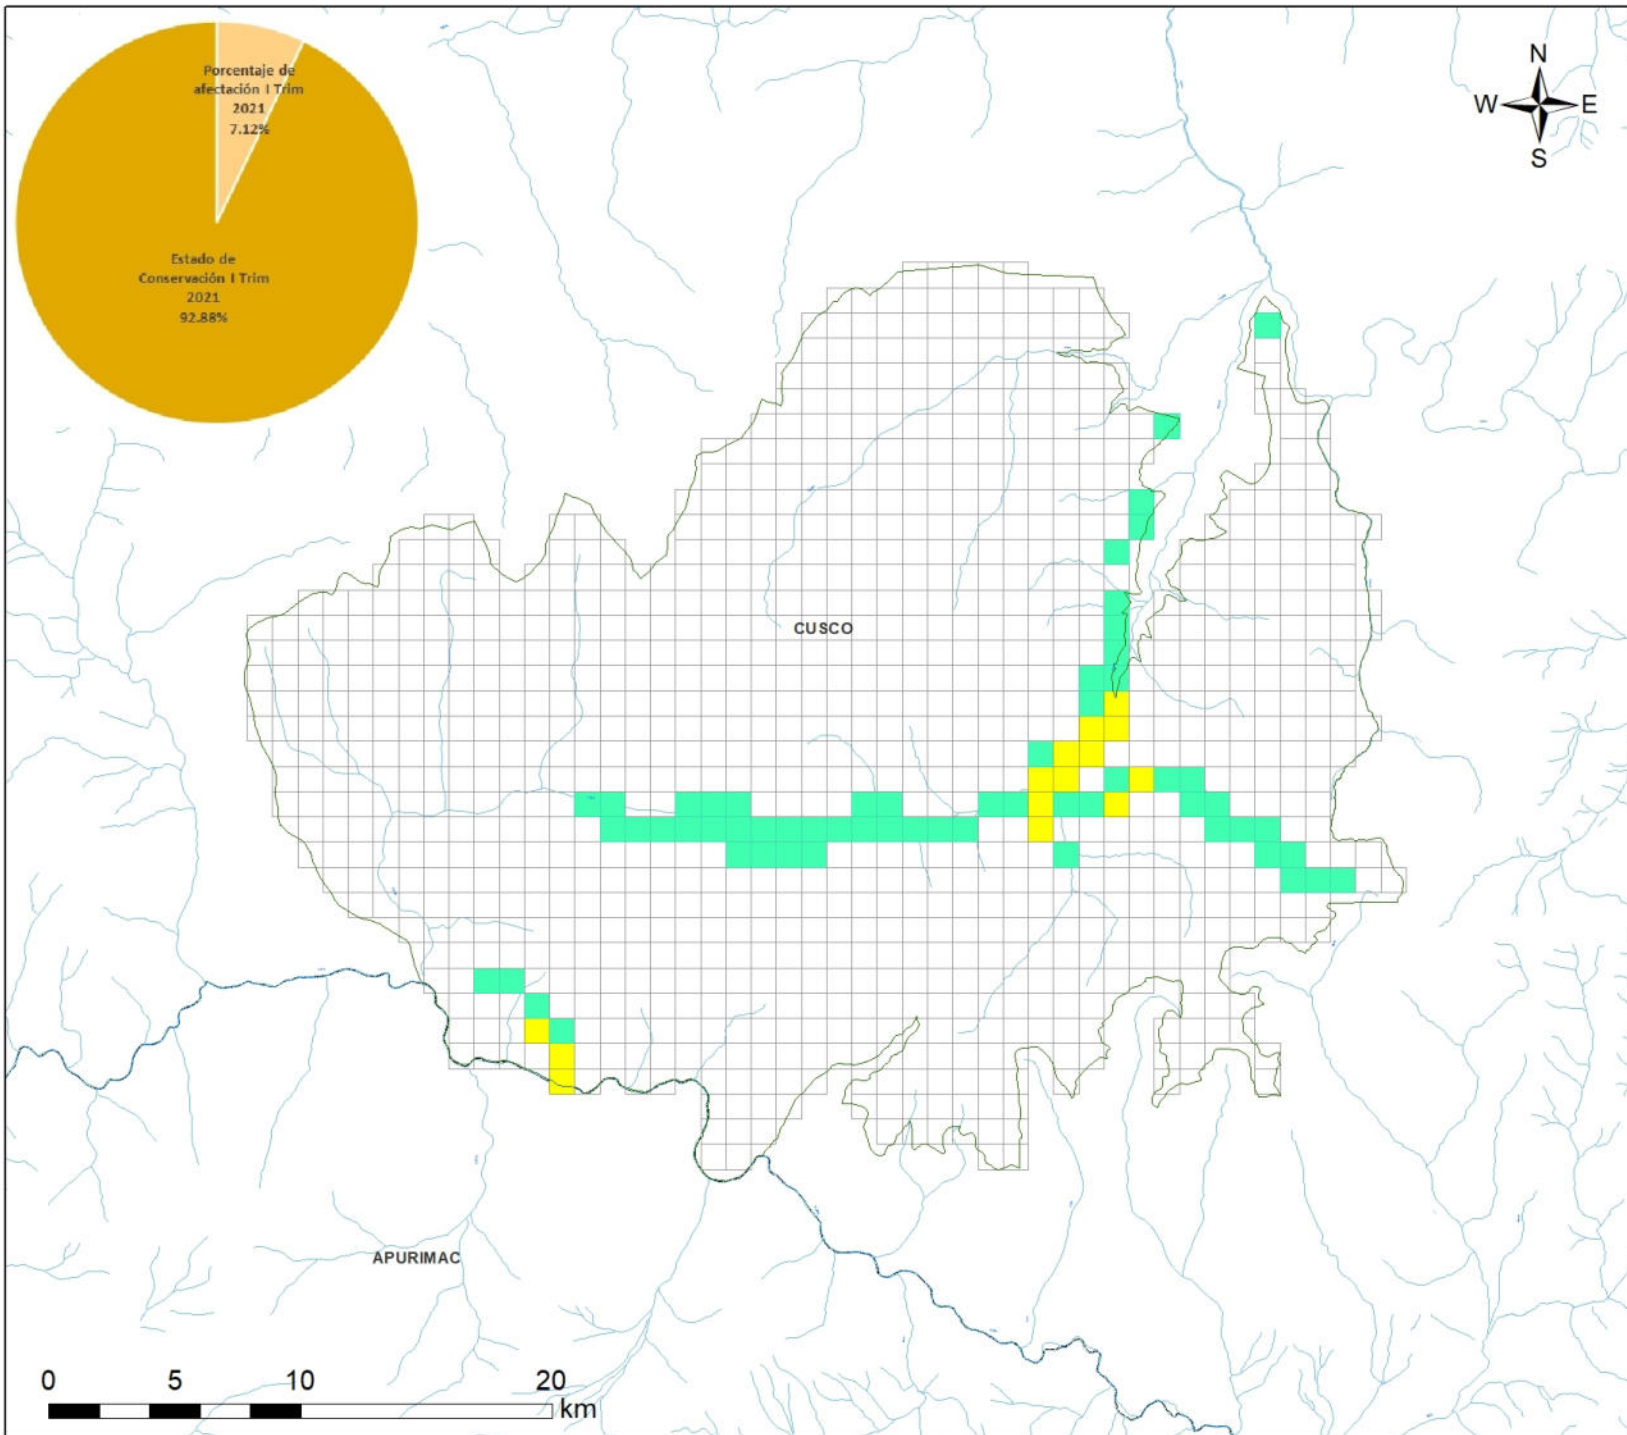 Porcentaje de
afectación I Trim
2021
7.12%
Estado de
Conservación I Trim
2021
92.88%
N
W E
S
CUSCO
APURIMAC
0 5 10 20
km